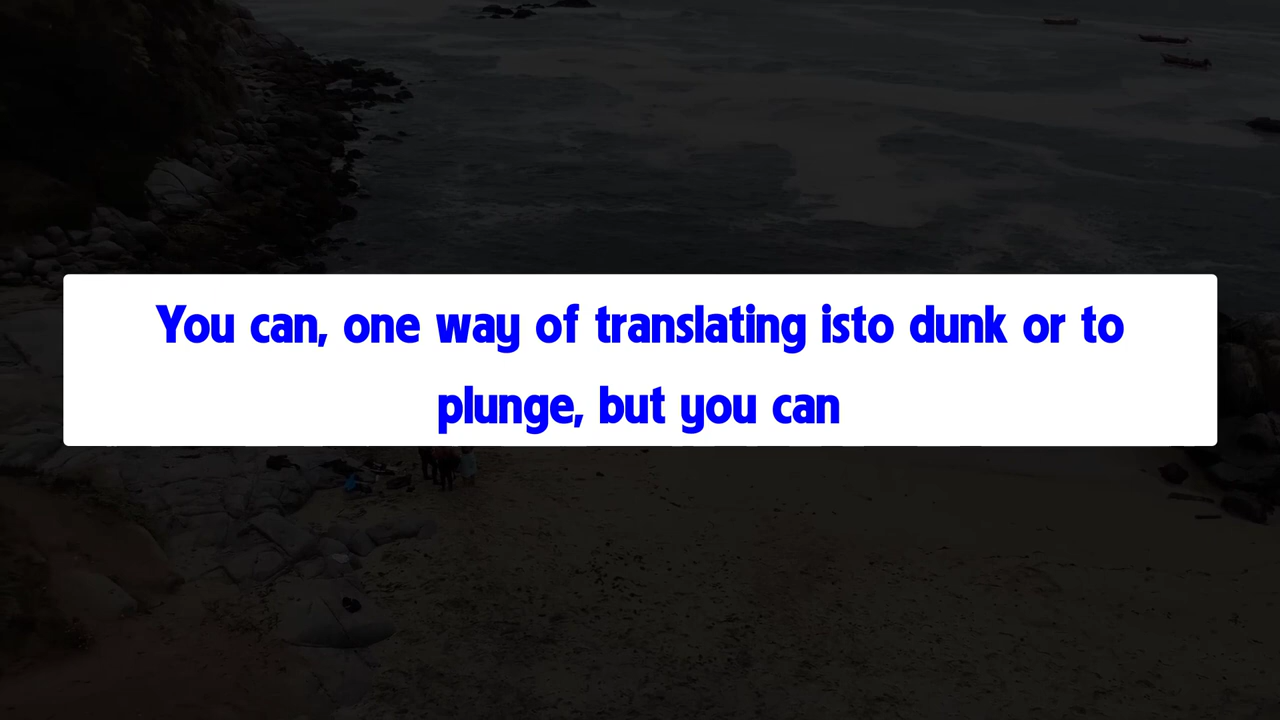 You can, one way of translating isto dunk or to
plunge, but you can